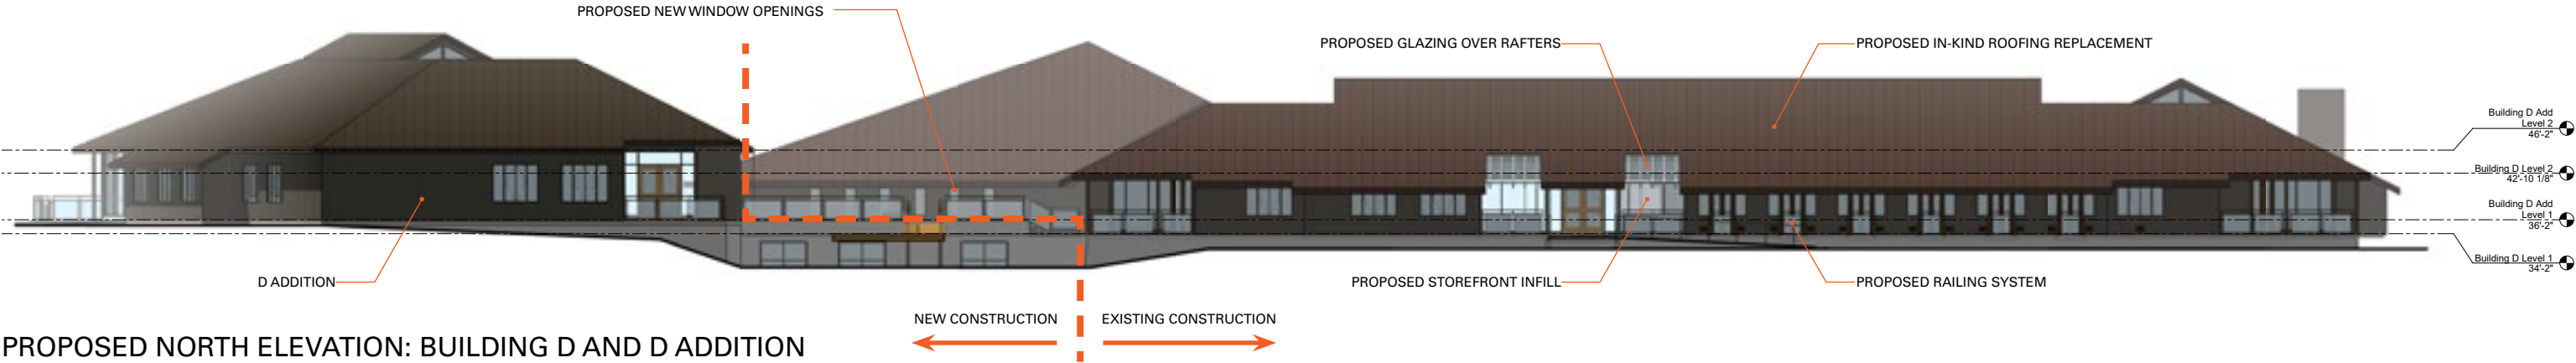 PROPOSED NEW WINDOW OPENINGS
PROPOSED GLAZING OVER RAFTERS
PROPOSED IN-KIND ROOFING REPLACEMENT
Building D Add
Level 2
46'-2"
Building D Level 2
42'-10 1/8"
Building D Add
Level 1
36'-2"
Building D Level 1
34'-2"
D ADDITION
PROPOSED STOREFRONT INFILL
PROPOSED RAILING SYSTEM
NEW CONSTRUCTION
EXISTING CONSTRUCTION
PROPOSED NORTH ELEVATION: BUILDING D AND D ADDITION